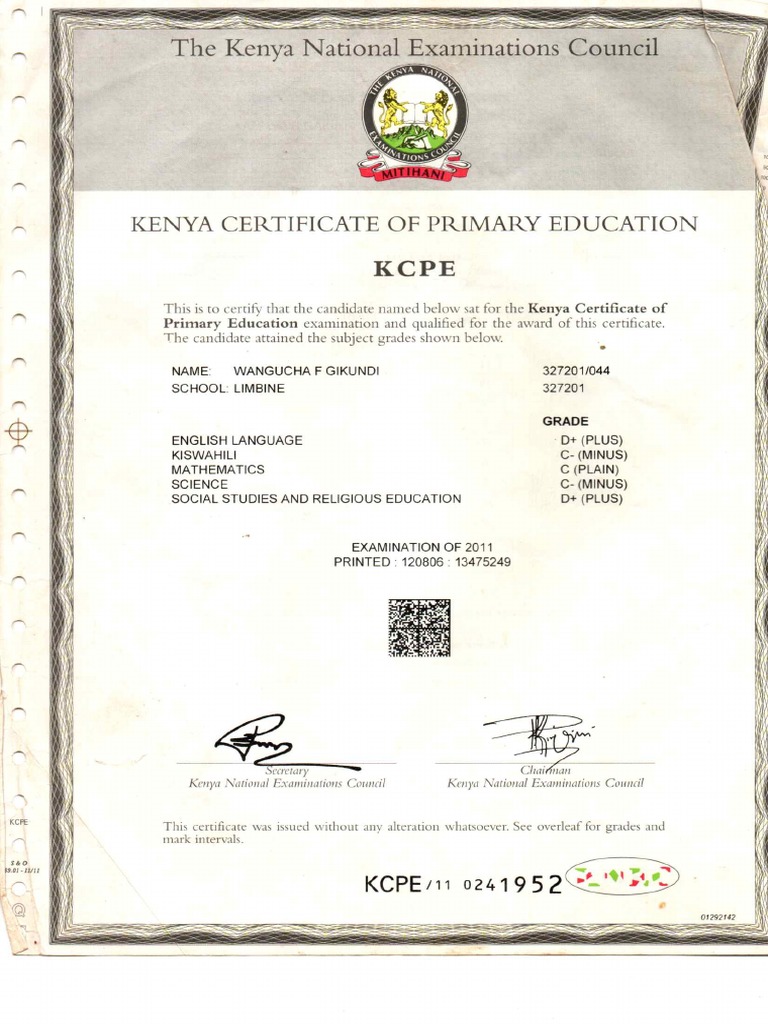 The Kenya National Examinations Council
THE KENYA NATIONAL
EXAMINATIONS COUNCIL
MITIHANI
KENYA CERTIFICATE OF PRIMARY EDUCATION
KCPE
This is to certify that the candidate named below sat for the Kenya Certificate of
Primary Education examination and qualified for the award of this certificate.
The candidate attained the subject grades shown below.
NAME: WANGUCHA F GIKUNDI 327201/044
SCHOOL: LIMBINE 327201
GRADE
ENGLISH LANGUAGE D+ (PLUS)
KISWAHILI C- (MINUS)
MATHEMATICS C (PLAIN)
SCIENCE C- (MINUS)
SOCIAL STUDIES AND RELIGIOUS EDUCATION D+ (PLUS)
EXAMINATION OF 2011
PRINTED : 120806 : 13475249
Secretary
Kenya National Examinations Council
Chairman
Kenya National Examinations Council
This certificate was issued without any alteration whatsoever. See overleaf for grades and
mark intervals.
KCPE
S & O
KCPE/11 0241952
01292142